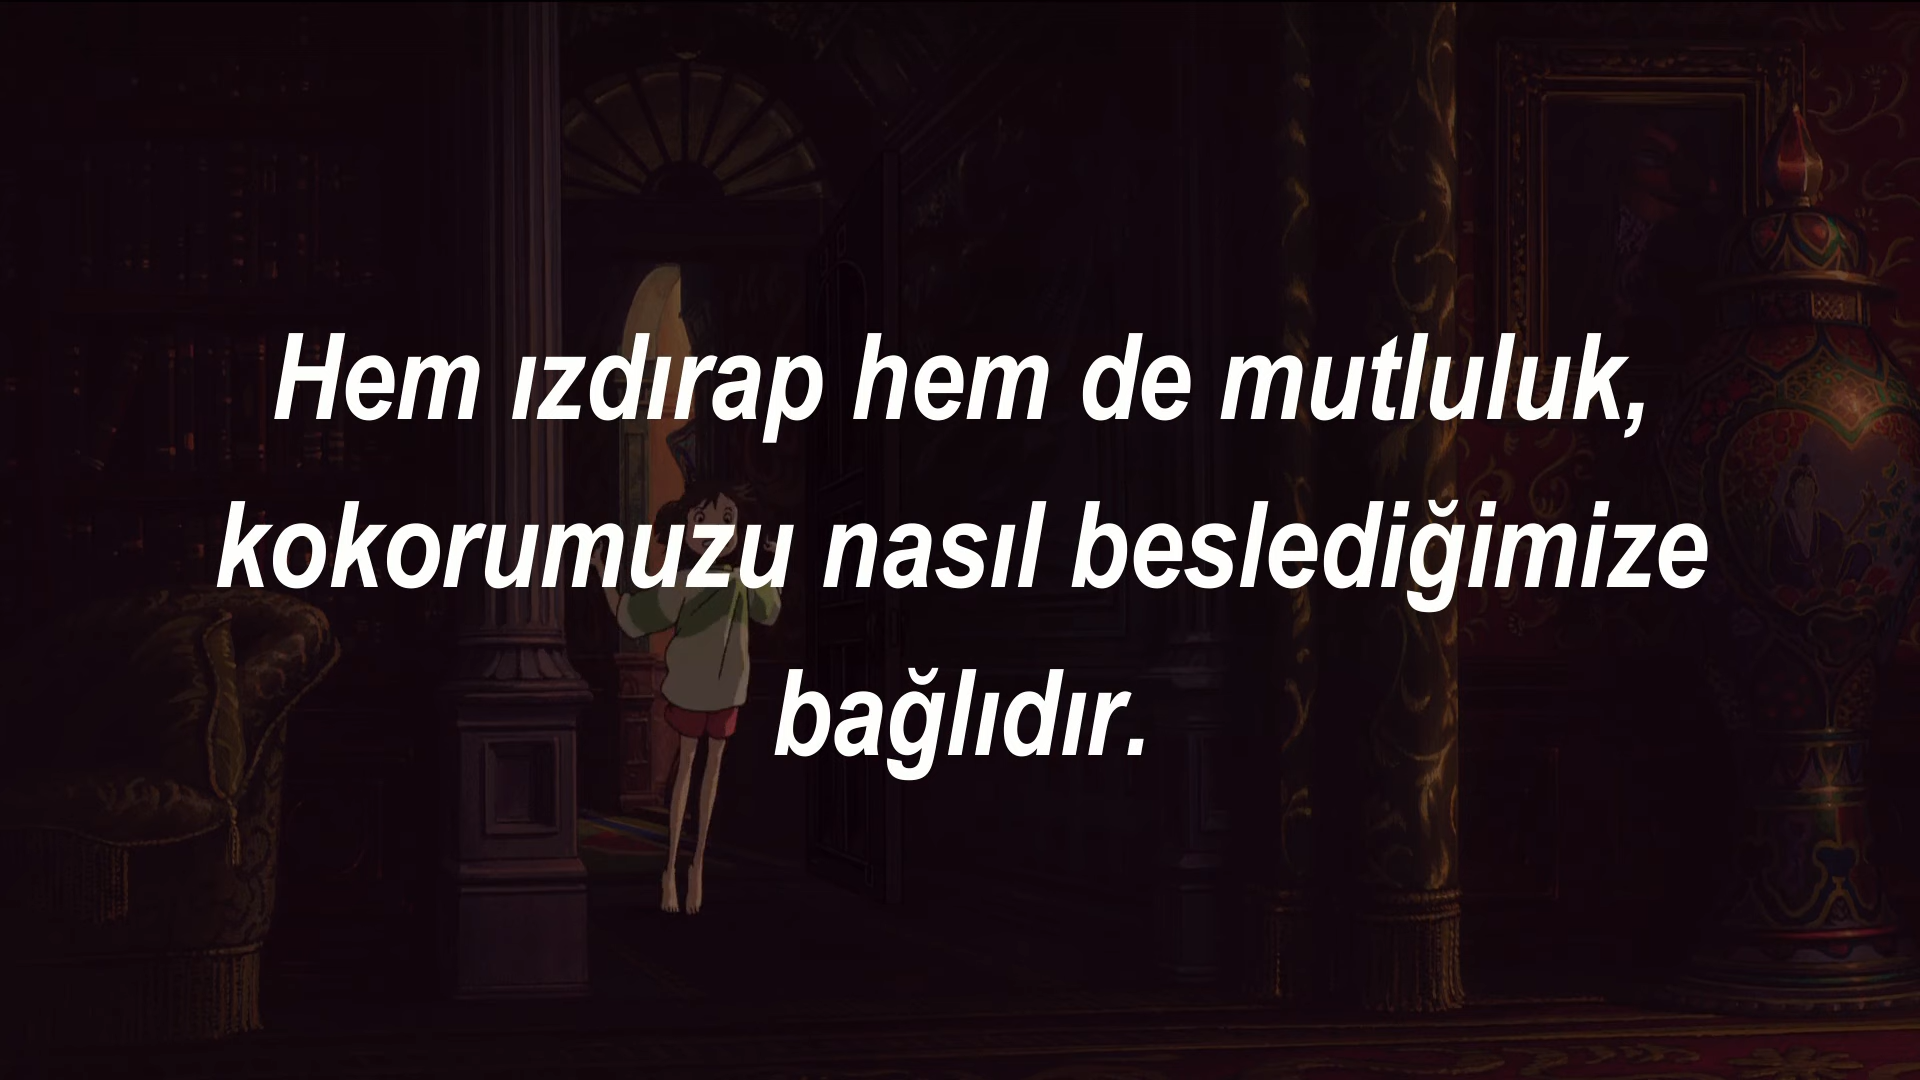 Hem ızdırap hem de mutluluk,
kokorumuzu nasıl beslediğimize
bağlıdır.